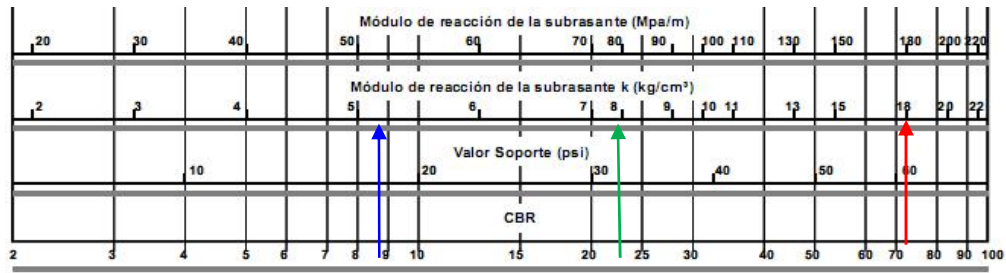 Módulo de reacción de la subrasante (Mpa/m)
20 30 40 50 60 70 80 90 100 110 130 150 180 200 220
Módulo de reacción de la subrasante k (kg/cm³)
2 3 4 5 6 7 8 9 10 11 13 15 18 20 22
Valor Soporte (psi)
10 20 30 40 50 60
CBR
2 3 4 5 6 7 8 9 10 15 20 25 30 40 50 60 70 80 90 100